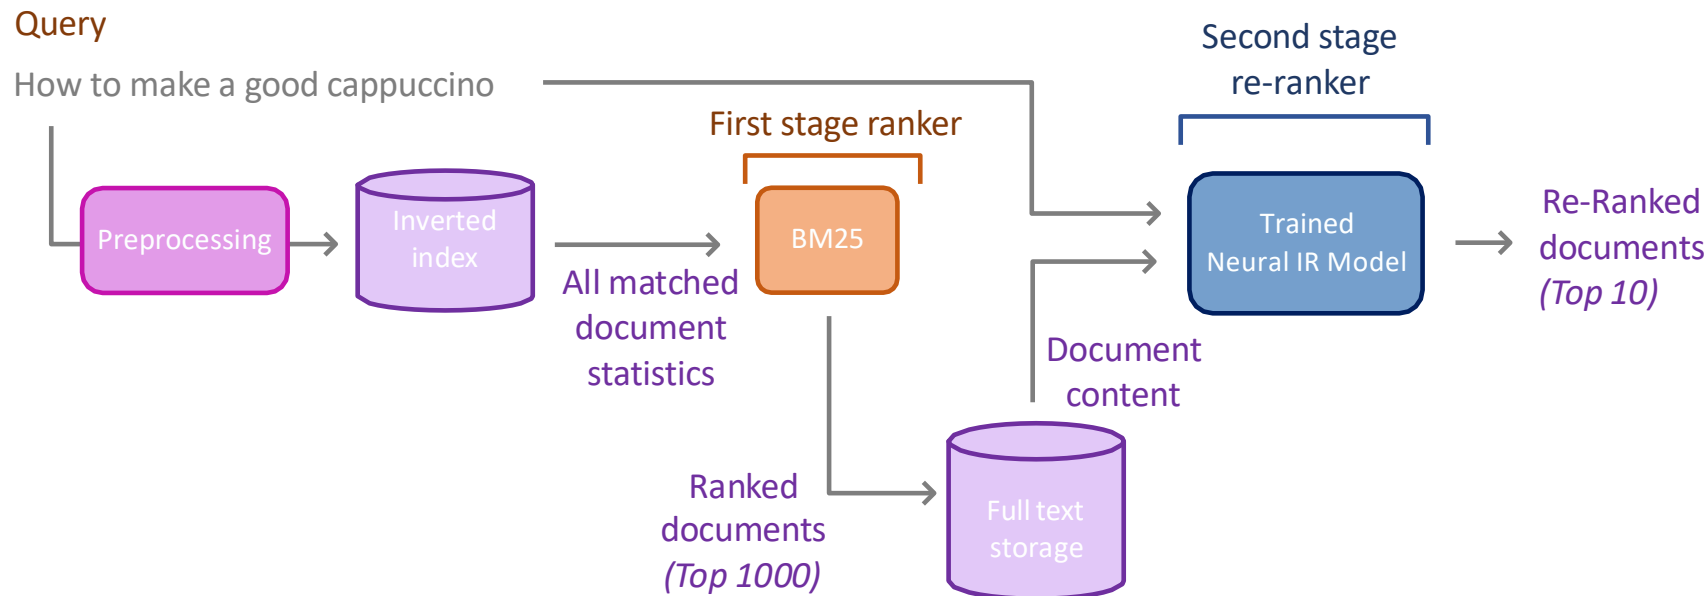 Query
How to make a good cappuccino
Second stage
re-ranker
First stage ranker
Preprocessing
Inverted
index
All matched
document
statistics
BM25
Trained
Neural IR Model
Re-Ranked
documents
(Top 10)
Document
content
Ranked
documents
(Top 1000)
Full text
storage